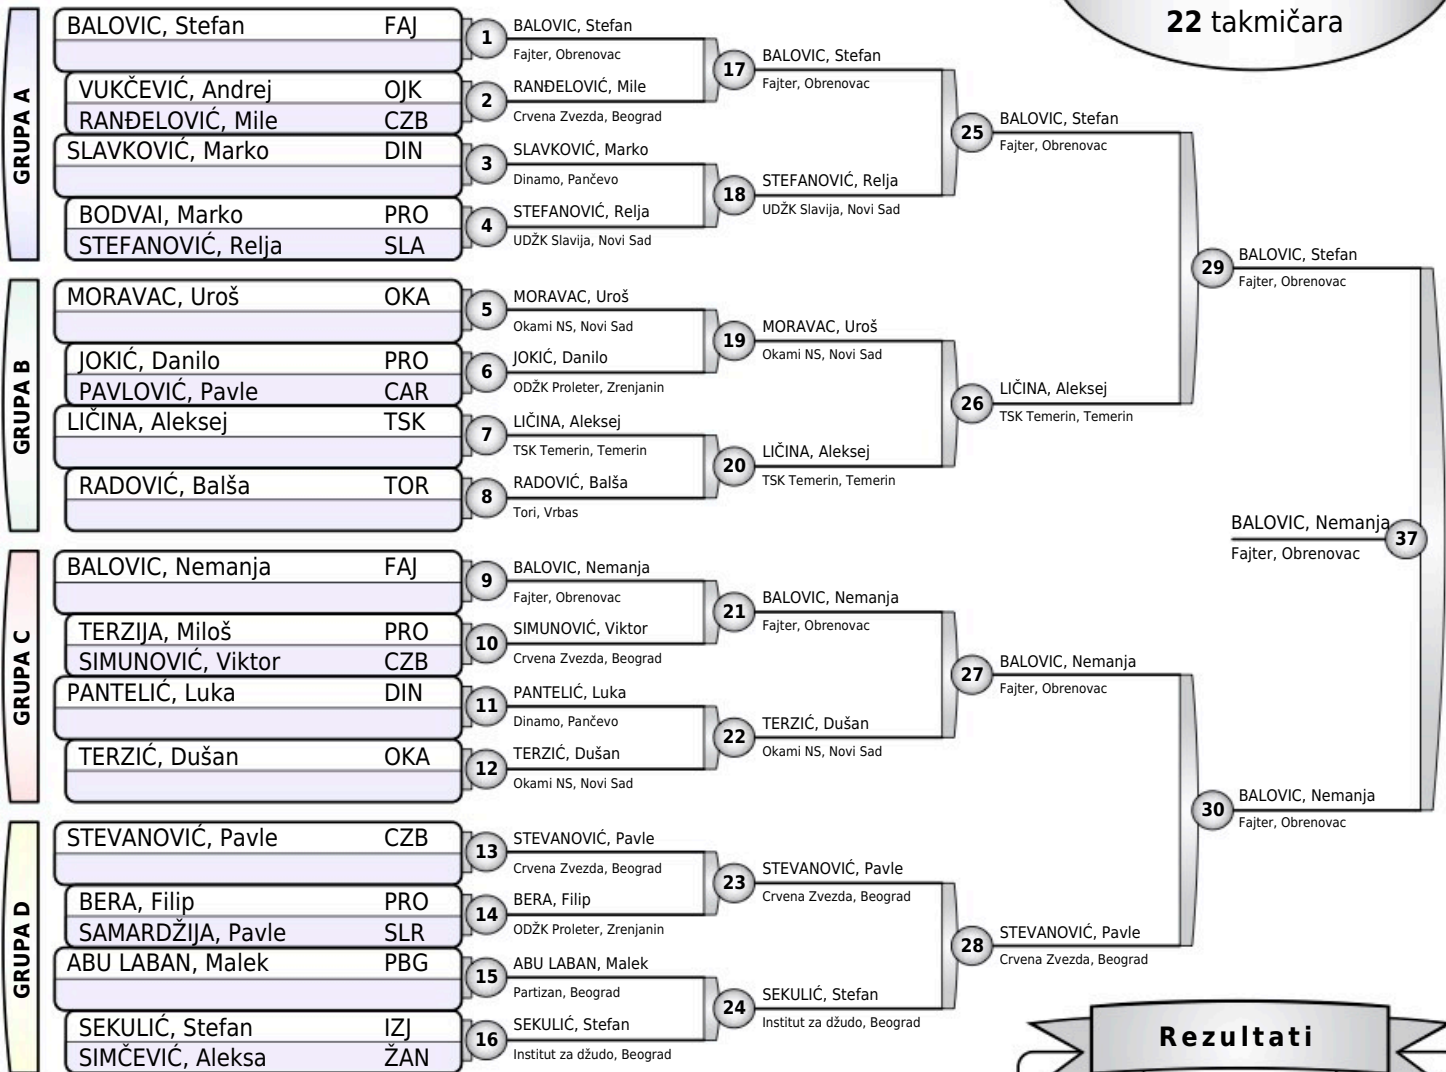 22 takmičara
GRUPA A
BALOVIC, Stefan FAJ
VUKČEVIĆ, Andrej OJK
RANĐELOVIĆ, Mile CZB
SLAVKOVIĆ, Marko DIN
BODVAI, Marko PRO
STEFANOVIĆ, Relja SLA
1 BALOVIC, Stefan
Fajter, Obrenovac
2 RANĐELOVIĆ, Mile
Crvena Zvezda, Beograd
3 SLAVKOVIĆ, Marko
Dinamo, Pančevo
4 STEFANOVIĆ, Relja
UDŽK Slavija, Novi Sad
17 BALOVIC, Stefan
Fajter, Obrenovac
18 STEFANOVIĆ, Relja
UDŽK Slavija, Novi Sad
25 BALOVIC, Stefan
Fajter, Obrenovac
GRUPA B
MORAVAC, Uroš OKA
JOKIĆ, Danilo PRO
PAVLOVIĆ, Pavle CAR
LIČINA, Aleksej TSK
RADOVIĆ, Balša TOR
5 MORAVAC, Uroš
Okami NS, Novi Sad
6 JOKIĆ, Danilo
ODŽK Proleter, Zrenjanin
7 LIČINA, Aleksej
TSK Temerin, Temerin
8 RADOVIĆ, Balša
Tori, Vrbas
19 MORAVAC, Uroš
Okami NS, Novi Sad
20 LIČINA, Aleksej
TSK Temerin, Temerin
26 LIČINA, Aleksej
TSK Temerin, Temerin
29 BALOVIC, Stefan
Fajter, Obrenovac
GRUPA C
BALOVIC, Nemanja FAJ
TERZIJA, Miloš PRO
SIMUNOVIĆ, Viktor CZB
PANTELIĆ, Luka DIN
TERZIĆ, Dušan OKA
9 BALOVIC, Nemanja
Fajter, Obrenovac
10 SIMUNOVIĆ, Viktor
Crvena Zvezda, Beograd
11 PANTELIĆ, Luka
Dinamo, Pančevo
12 TERZIĆ, Dušan
Okami NS, Novi Sad
21 BALOVIC, Nemanja
Fajter, Obrenovac
22 TERZIĆ, Dušan
Okami NS, Novi Sad
27 BALOVIC, Nemanja
Fajter, Obrenovac
GRUPA D
STEVANOVIĆ, Pavle CZB
BERA, Filip PRO
SAMARDŽIJA, Pavle SLR
ABU LABAN, Malek PBG
SEKULIĆ, Stefan IZJ
SIMČEVIĆ, Aleksa ŽAN
13 STEVANOVIĆ, Pavle
Crvena Zvezda, Beograd
14 BERA, Filip
ODŽK Proleter, Zrenjanin
15 ABU LABAN, Malek
Partizan, Beograd
16 SEKULIĆ, Stefan
Institut za džudo, Beograd
23 STEVANOVIĆ, Pavle
Crvena Zvezda, Beograd
24 SEKULIĆ, Stefan
Institut za džudo, Beograd
28 STEVANOVIĆ, Pavle
Crvena Zvezda, Beograd
30 BALOVIC, Nemanja
Fajter, Obrenovac
BALOVIC, Nemanja 37
Fajter, Obrenovac
Rezultati